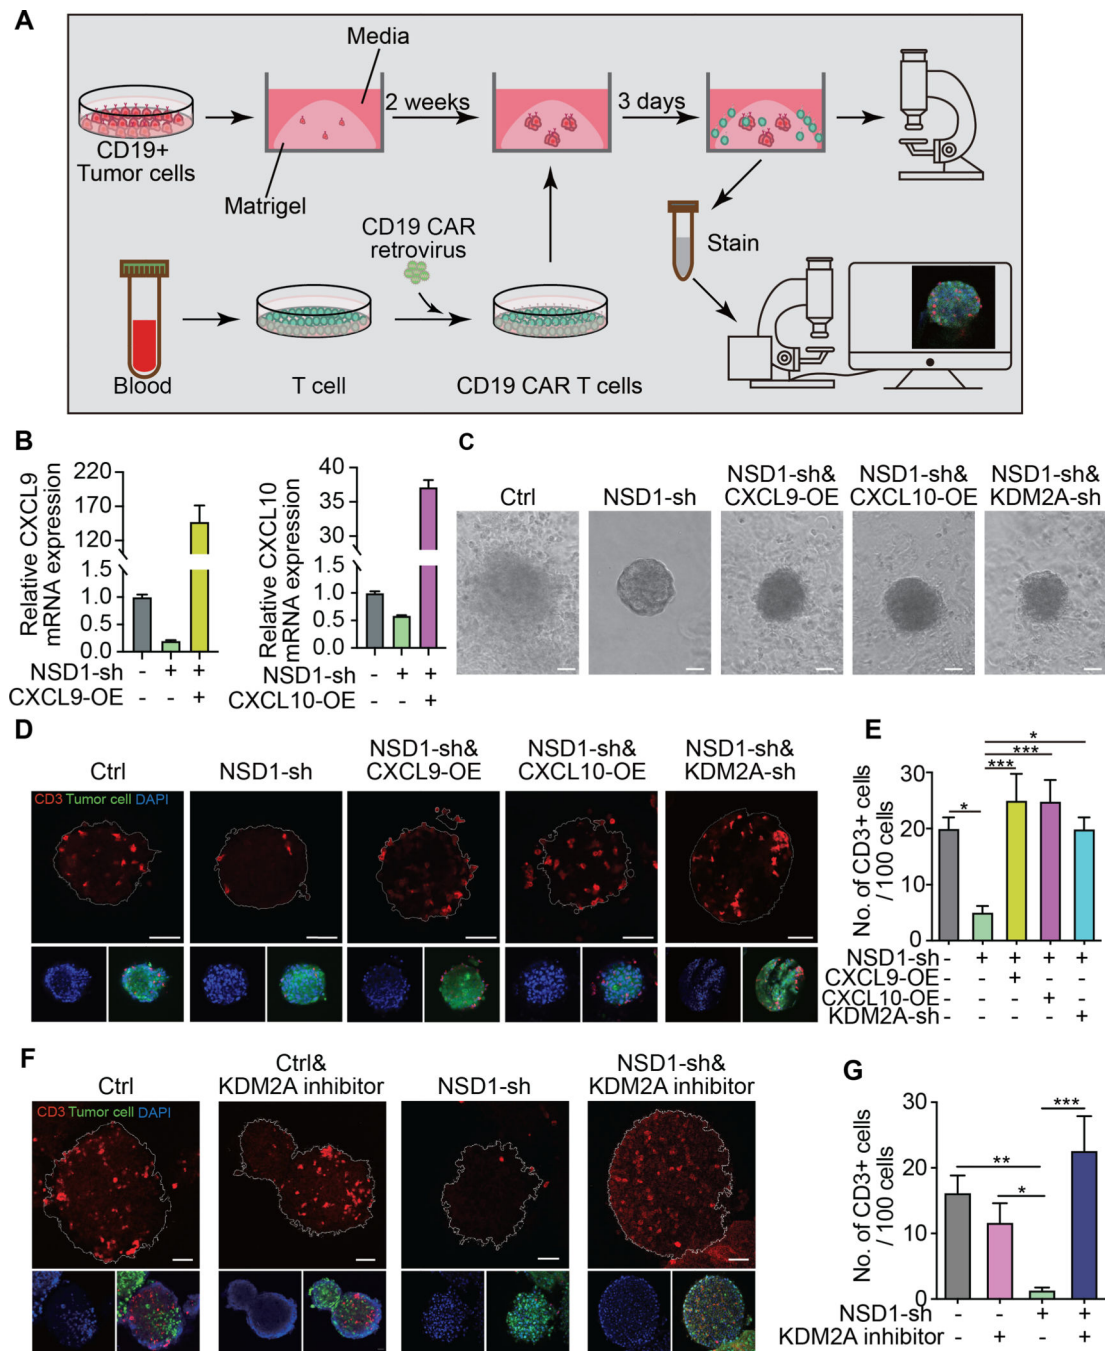 A
Media
2 weeks
3 days
CD19+
Tumor cells
Matrigel
CD19 CAR
retrovirus
Stain
Blood
T cell
CD19 CAR T cells
B
Relative CXCL9
mRNA expression
220
170
120
1.5
1.0
0.5
0.0
NSD1-sh - + +
CXCL9-OE - - +
Relative CXCL10
mRNA expression
40
35
30
1.5
1.0
0.5
0.0
NSD1-sh - + +
CXCL10-OE - - +
C
Ctrl
NSD1-sh
NSD1-sh&
CXCL9-OE
NSD1-sh&
CXCL10-OE
NSD1-sh&
KDM2A-sh
D
Ctrl
NSD1-sh
NSD1-sh&
CXCL9-OE
NSD1-sh&
CXCL10-OE
NSD1-sh&
KDM2A-sh
CD3 Tumor cell DAPI
E
No. of CD3+ cells
/ 100 cells
30
20
10
0
*
***
***
*
NSD1-sh - + + + +
CXCL9-OE - - + - -
CXCL10-OE - - - + -
KDM2A-sh - - - - +
F
Ctrl
Ctrl&
KDM2A inhibitor
NSD1-sh
NSD1-sh&
KDM2A inhibitor
CD3 Tumor cell DAPI
G
No. of CD3+ cells
/ 100 cells
30
20
10
0
***
**
*
NSD1-sh - - + +
KDM2A inhibitor - + - +